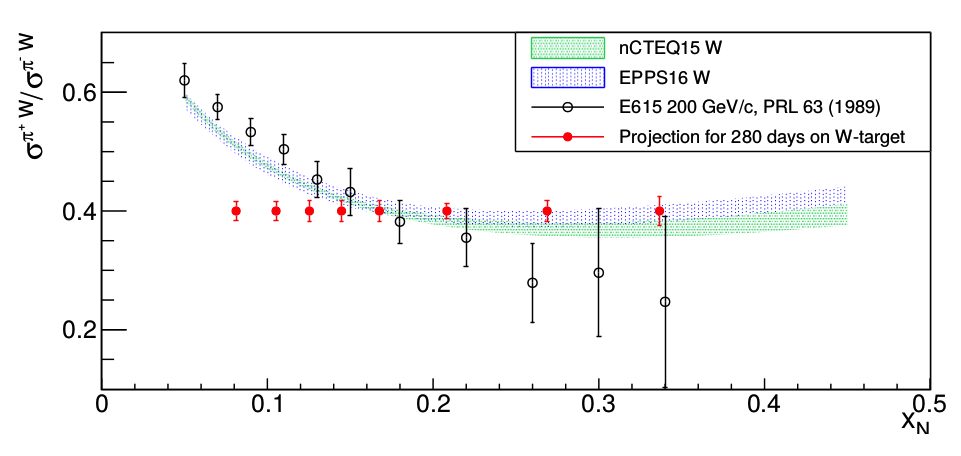 σπ+ W/σπ- W
nCTEQ15 W
EPPS16 W
E615 200 GeV/c, PRL 63 (1989)
Projection for 280 days on W-target
0.6
0.4
0.2
0 0.1 0.2 0.3 0.4 0.5
xN